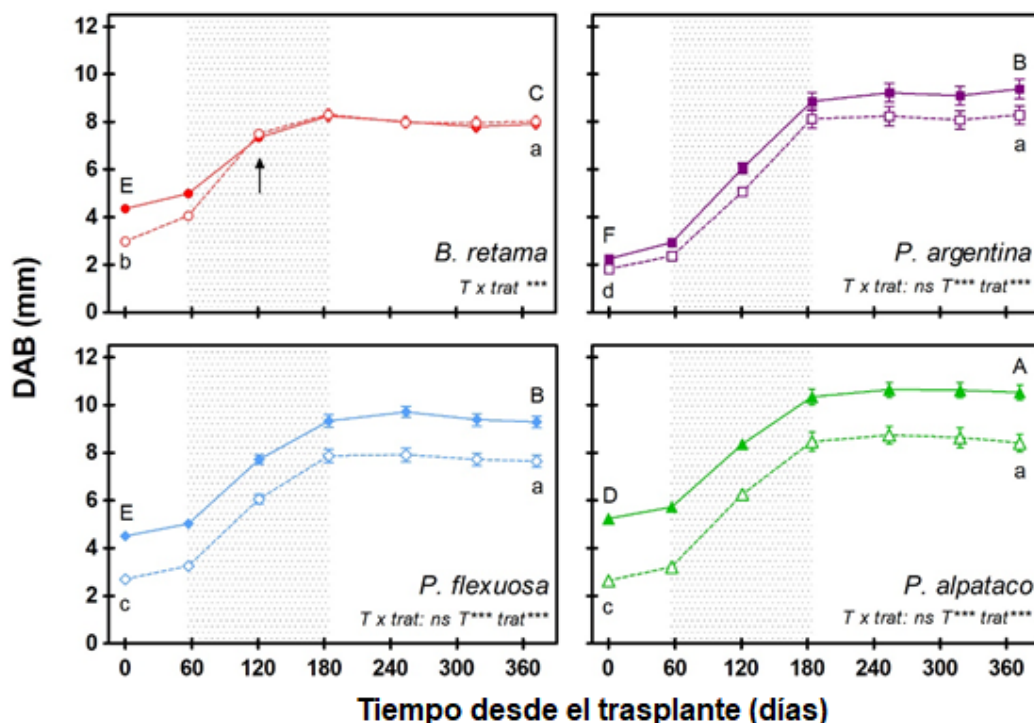 DAB (mm)
12
10
8
6
4
2
0
E
b
C
a
B. retama
T x trat ***
F
d
B
a
P. argentina
T x trat: ns T*** trat***
12
10
8
6
4
2
0
E
c
B
a
P. flexuosa
T x trat: ns T*** trat***
D
c
A
a
P. alpataco
T x trat: ns T*** trat***
0 60 120 180 240 300 360
0 60 120 180 240 300 360
Tiempo desde el trasplante (días)